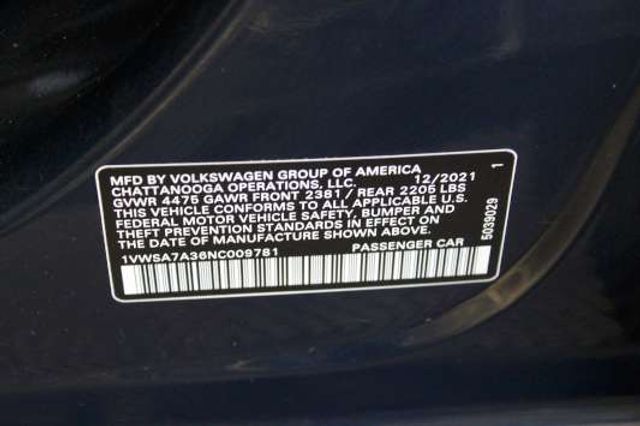 MFD BY VOLKSWAGEN GROUP OF AMERICA
CHATTANOOGA OPERATIONS, LLC. 12/2021
GVWR 4475 GAWR FRONT 2381 / REAR 2205 LBS
THIS VEHICLE CONFORMS TO ALL APPLICABLE U.S.
FEDERAL MOTOR VEHICLE SAFETY, BUMPER AND
THEFT PREVENTION STANDARDS IN EFFECT ON
THE DATE OF MANUFACTURE SHOWN ABOVE.
1VWSA7A36NC009781 PASSENGER CAR
5039029 1